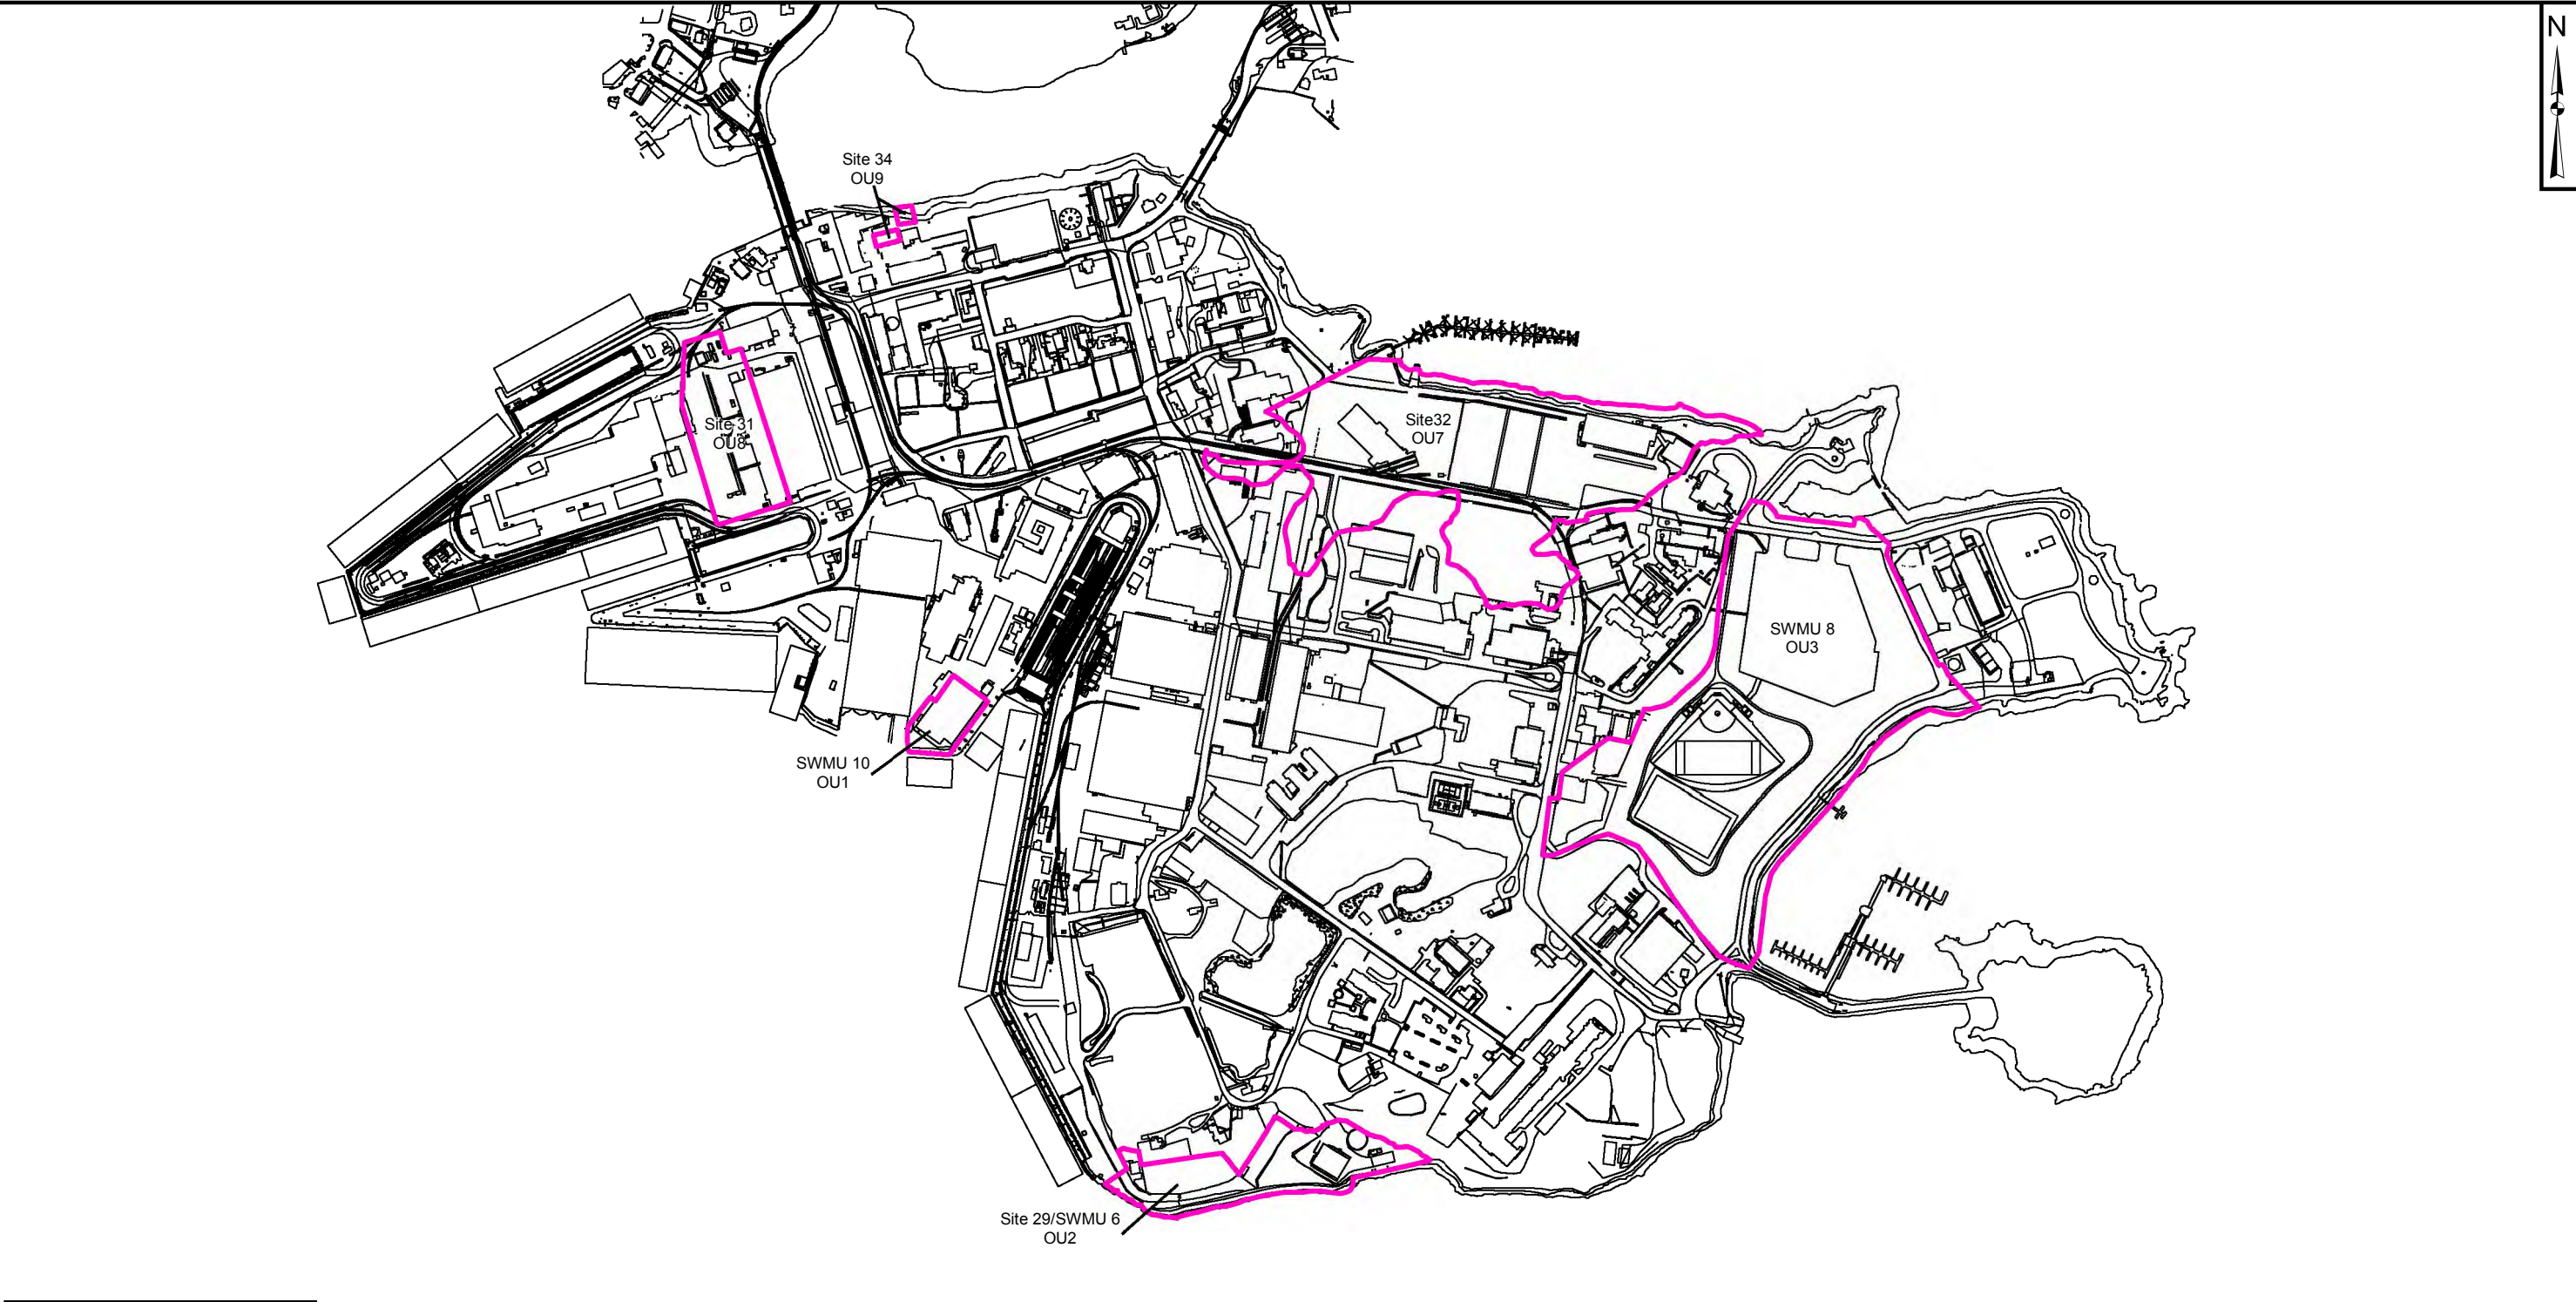 N
Site 34
OU9
Site 31
OU8
Site32
OU7
SWMU 8
OU3
SWMU 10
OU1
Site 29/SWMU 6
OU2